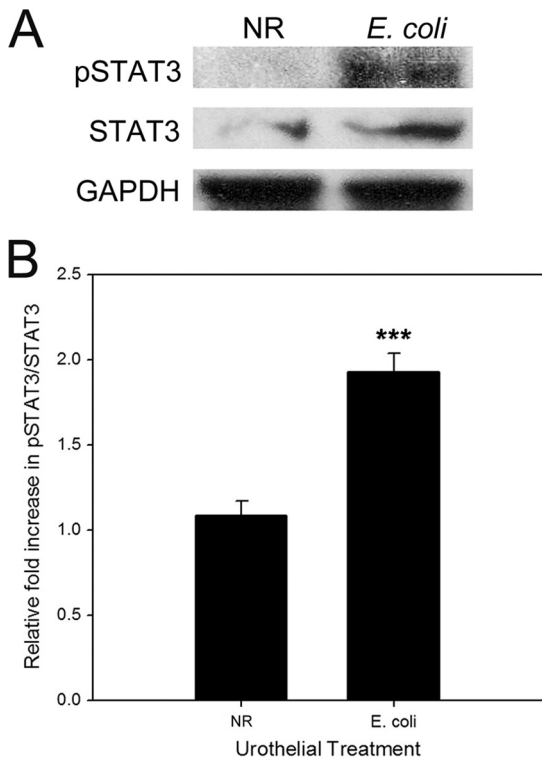 A
NR E. coli
pSTAT3
STAT3
GAPDH
B
Relative fold increase in pSTAT3/STAT3
2.5
2.0
1.5
1.0
0.5
0.0
***
NR E. coli
Urothelial Treatment